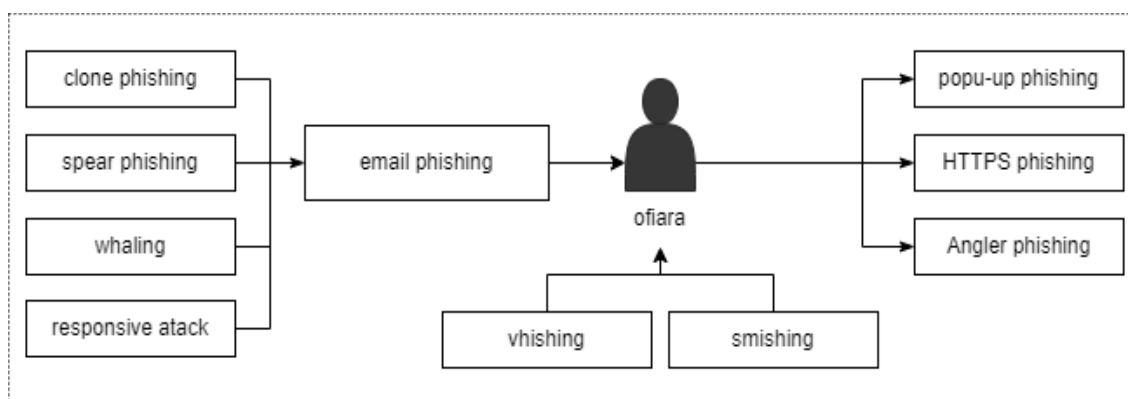 clone phishing
spear phishing
whaling
responsive atack
email phishing
ofiara
vhishing
smishing
popu-up phishing
HTTPS phishing
Angler phishing